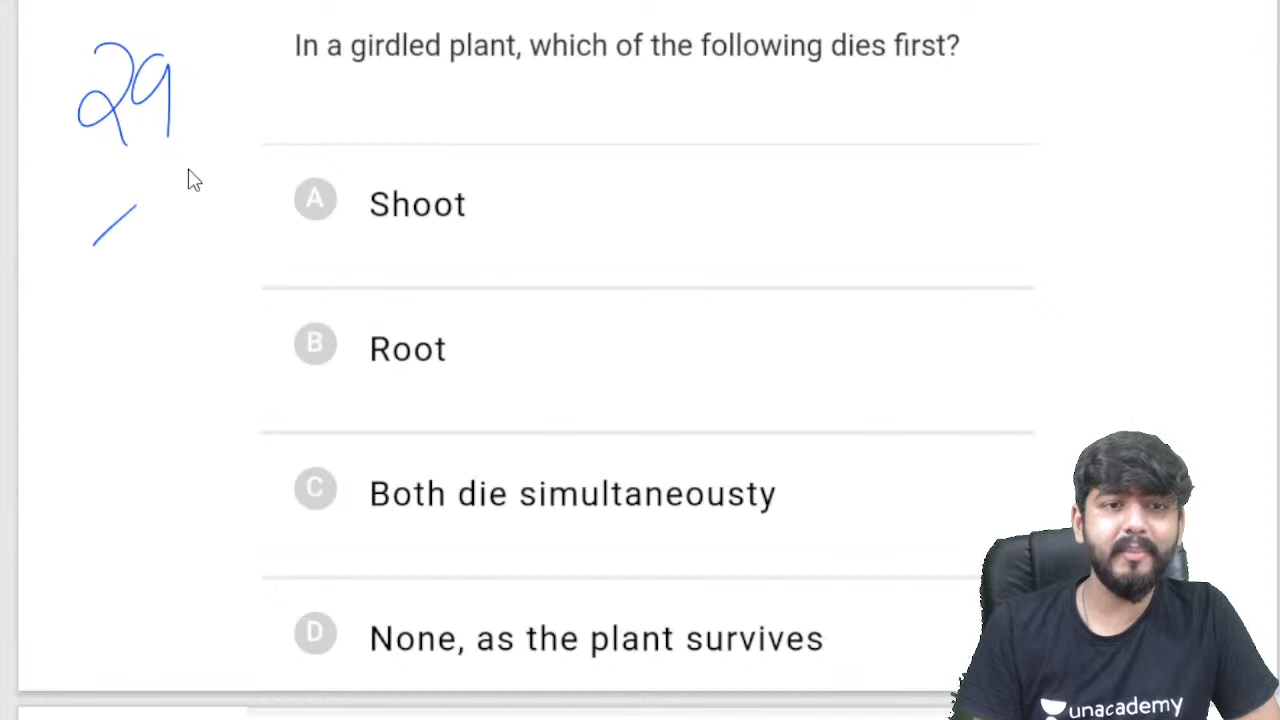 In a girdled plant, which of the following dies first?
29
A Shoot
B Root
C Both die simultaneousty
D None, as the plant survives
unacademy